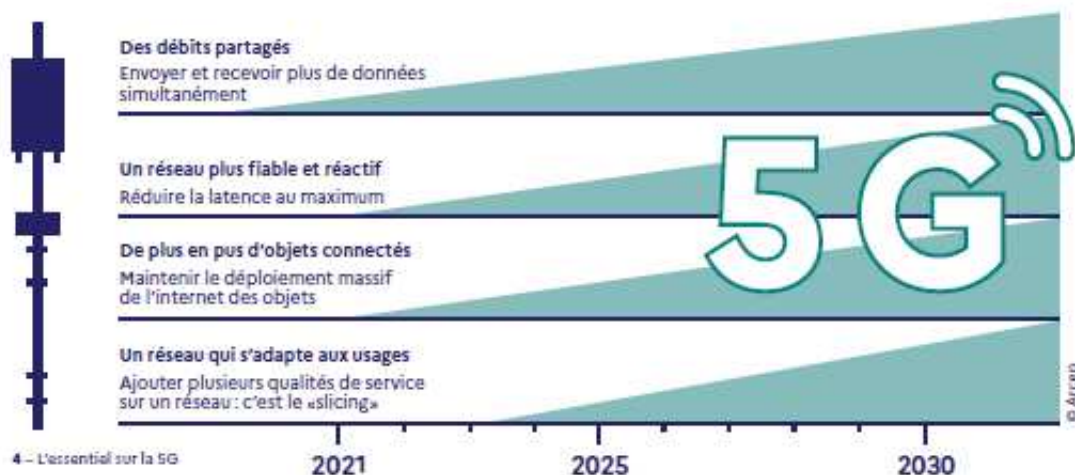 Des débits partagés
Envoyer et recevoir plus de données
simultanément
Un réseau plus fiable et réactif
Réduire la latence au maximum
De plus en pus d'objets connectés
Maintenir le déploiement massif
de l'internet des objets
Un réseau qui s'adapte aux usages
Ajouter plusieurs qualités de service
sur un réseau : c'est le «slicing»
5G
© Arcep
2021
2025
2030
4 – L'essentiel sur la 5G